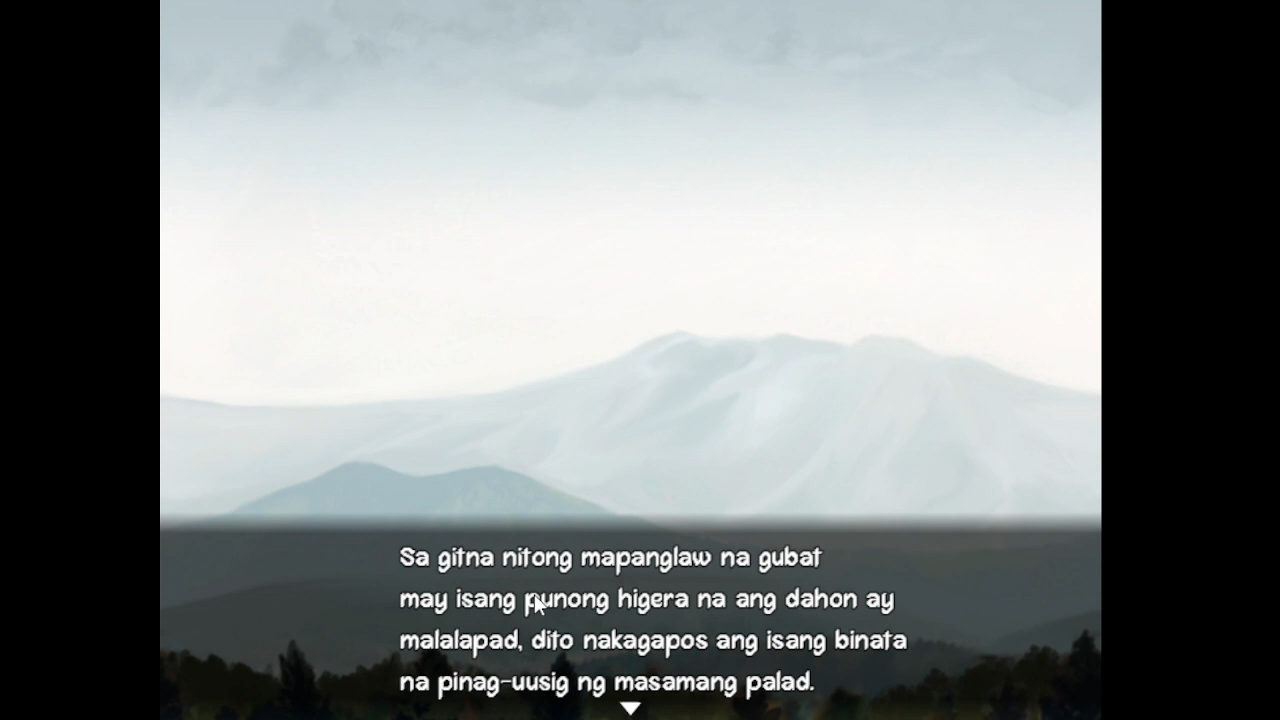 Sa gitna nitong mapanglaw na gubat
may isang punong higera na ang dahon ay
malalapad, dito nakagapos ang isang binata
na pinag-uusig ng masamang palad.